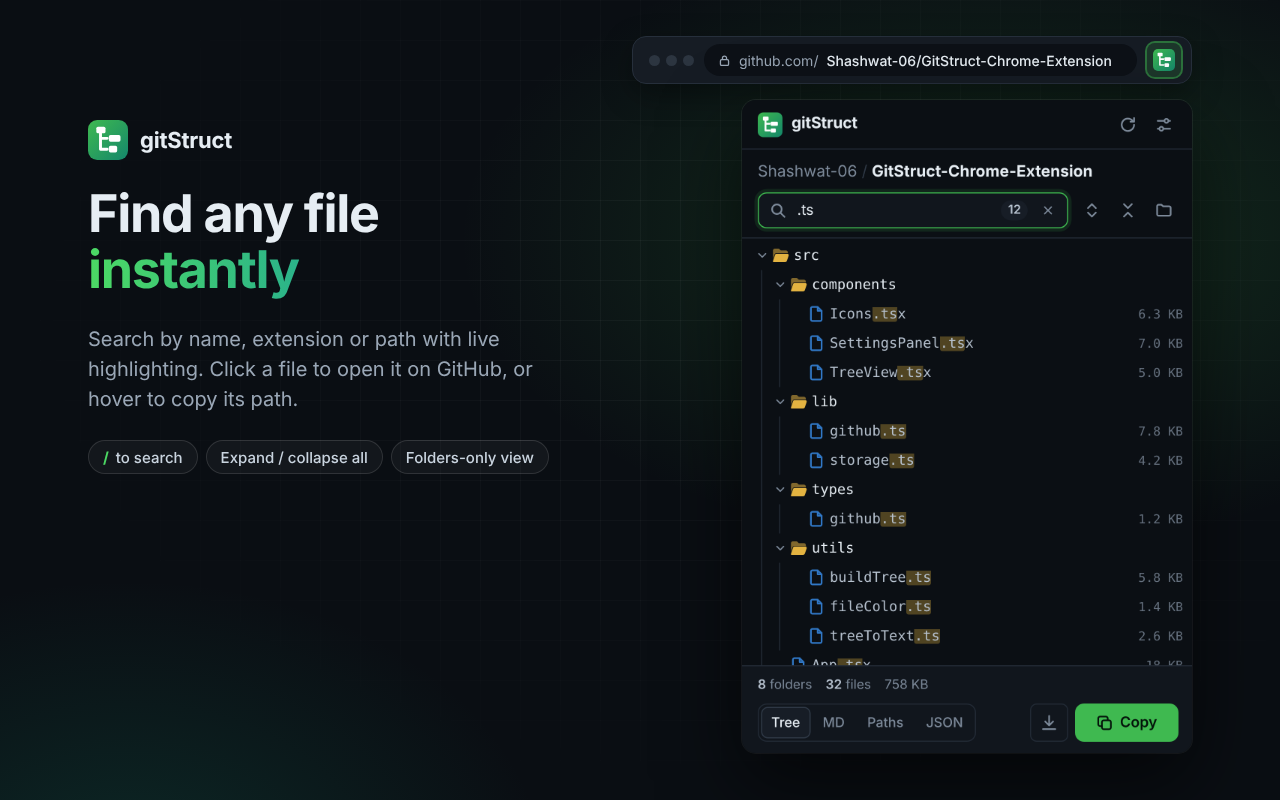 github.com/ Shashwat-06/GitStruct-Chrome-Extension
gitStruct
Find any file
instantly
Search by name, extension or path with live
highlighting. Click a file to open it on GitHub, or
hover to copy its path.
/ to search
Expand / collapse all
Folders-only view
gitStruct
Shashwat-06 / GitStruct-Chrome-Extension
.ts 12
src
components
Icons.tsx 6.3 KB
SettingsPanel.tsx 7.0 KB
TreeView.tsx 5.0 KB
lib
github.ts 7.8 KB
storage.ts 4.2 KB
types
github.ts 1.2 KB
utils
buildTree.ts 5.8 KB
fileColor.ts 1.4 KB
treeToText.ts 2.6 KB
App.tsx 18 KB
8 folders 32 files 758 KB
Tree MD Paths JSON Copy